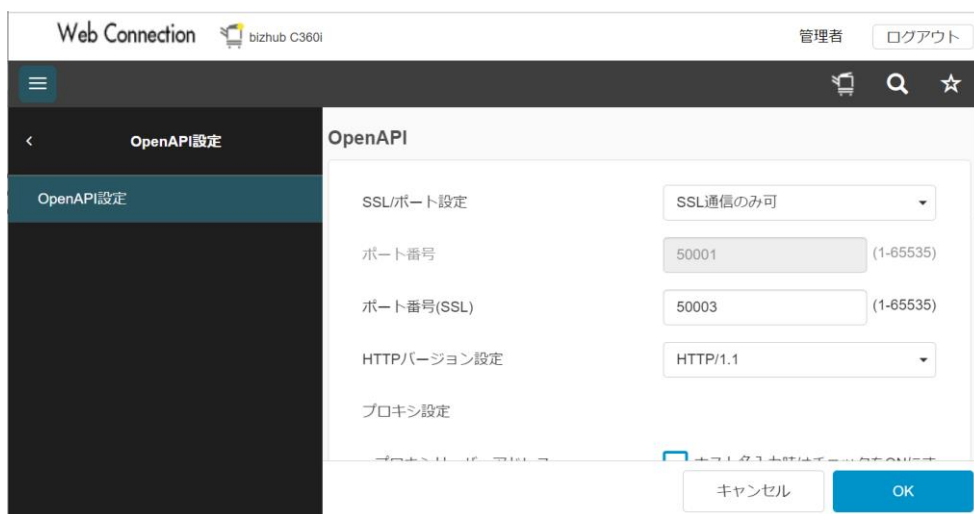 Web Connection
bizhub C360i
管理者
ログアウト
OpenAPI設定
OpenAPI設定
OpenAPI
SSL/ポート設定
SSL通信のみ可
ポート番号
50001
(1-65535)
ポート番号(SSL)
50003
(1-65535)
HTTPバージョン設定
HTTP/1.1
プロキシ設定
キャンセル
OK